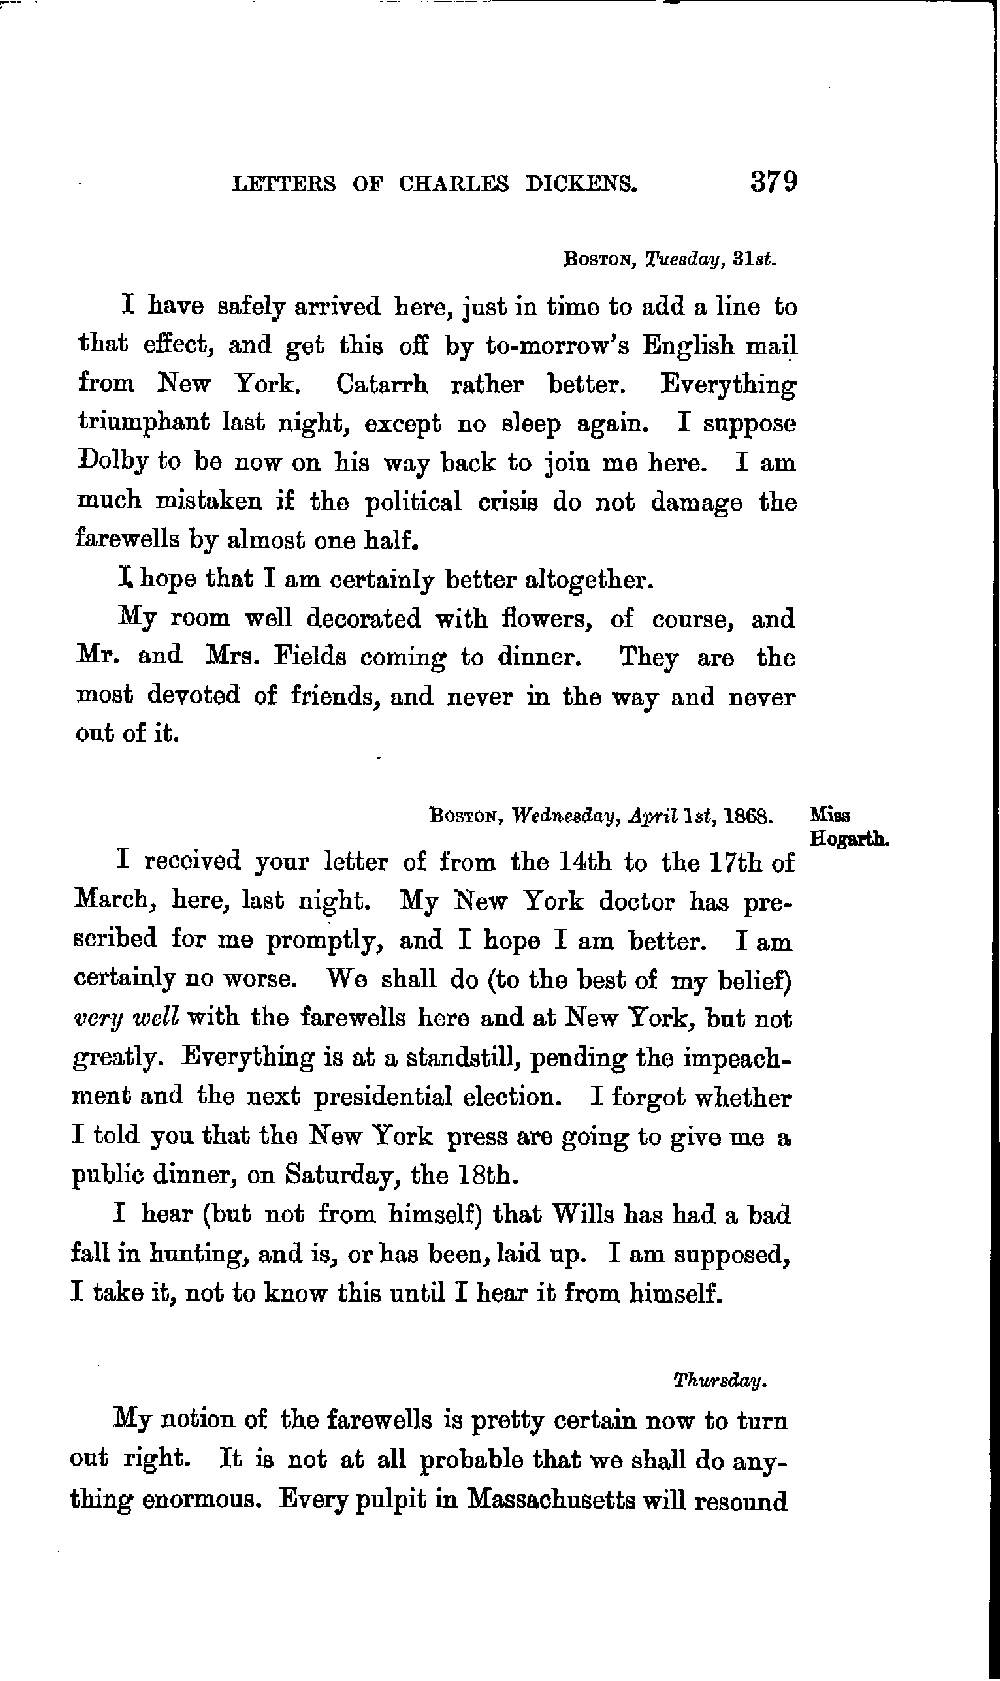 LETTERS OF CHARLES DICKENS. 379
BOSTON, Tuesday, 31st.
I have safely arrived here, just in time to add a line to
that effect, and get this off by to-morrow's English mail
from New York. Catarrh rather better. Everything
triumphant last night, except no sleep again. I suppose
Dolby to be now on his way back to join me here. I am
much mistaken if the political crisis do not damage the
farewells by almost one half.
I hope that I am certainly better altogether.
My room well decorated with flowers, of course, and
Mr. and Mrs. Fields coming to dinner. They are the
most devoted of friends, and never in the way and never
out of it.
BOSTON, Wednesday, April 1st, 1868.
Miss
Hogarth.
I received your letter of from the 14th to the 17th of
March, here, last night. My New York doctor has pre-
scribed for me promptly, and I hope I am better. I am
certainly no worse. We shall do (to the best of my belief)
very well with the farewells here and at New York, but not
greatly. Everything is at a standstill, pending the impeach-
ment and the next presidential election. I forgot whether
I told you that the New York press are going to give me a
public dinner, on Saturday, the 18th.
I hear (but not from himself) that Wills has had a bad
fall in hunting, and is, or has been, laid up. I am supposed,
I take it, not to know this until I hear it from himself.
Thursday.
My notion of the farewells is pretty certain now to turn
out right. It is not at all probable that we shall do any-
thing enormous. Every pulpit in Massachusetts will resound